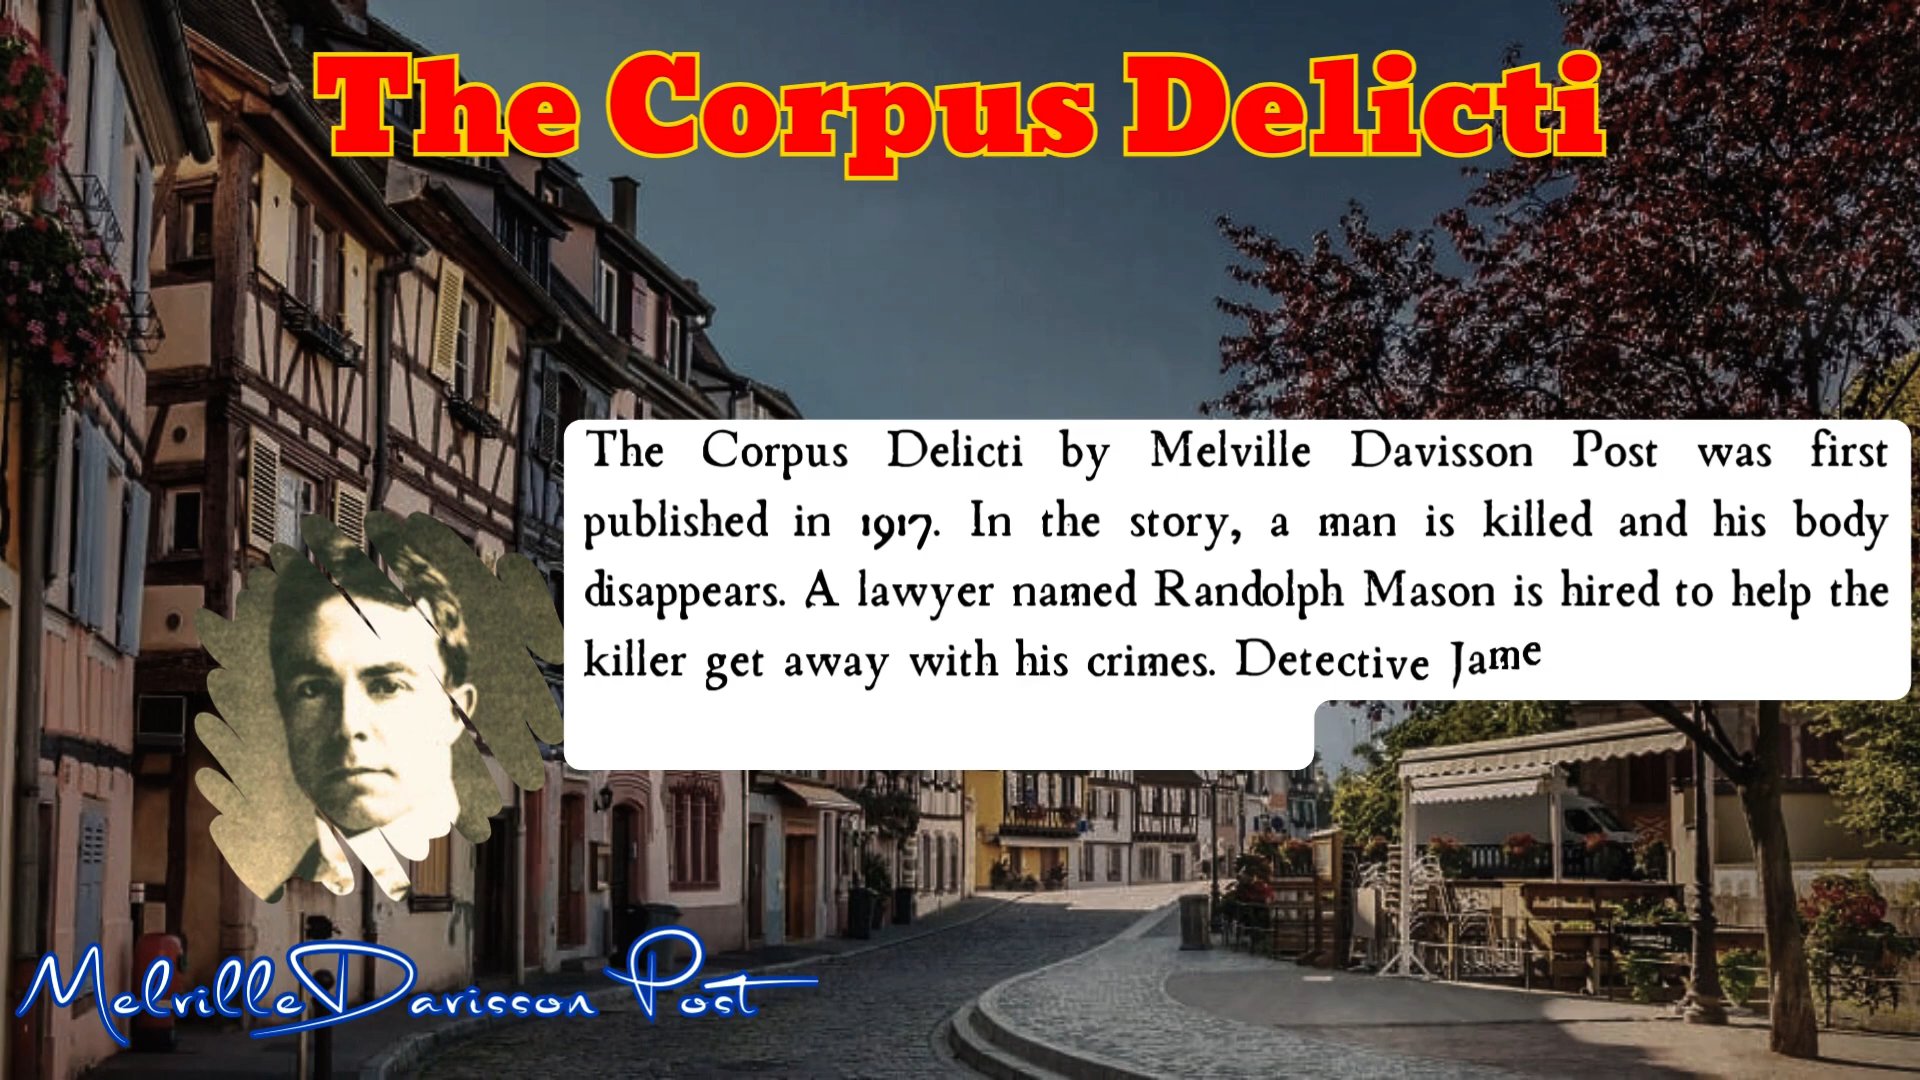 The Corpus Delicti
The Corpus Delicti by Melville Davisson Post was first
published in 1917. In the story, a man is killed and his body
disappears. A lawyer named Randolph Mason is hired to help the
killer get away with his crimes. Detective Jame
Melville Davisson Post